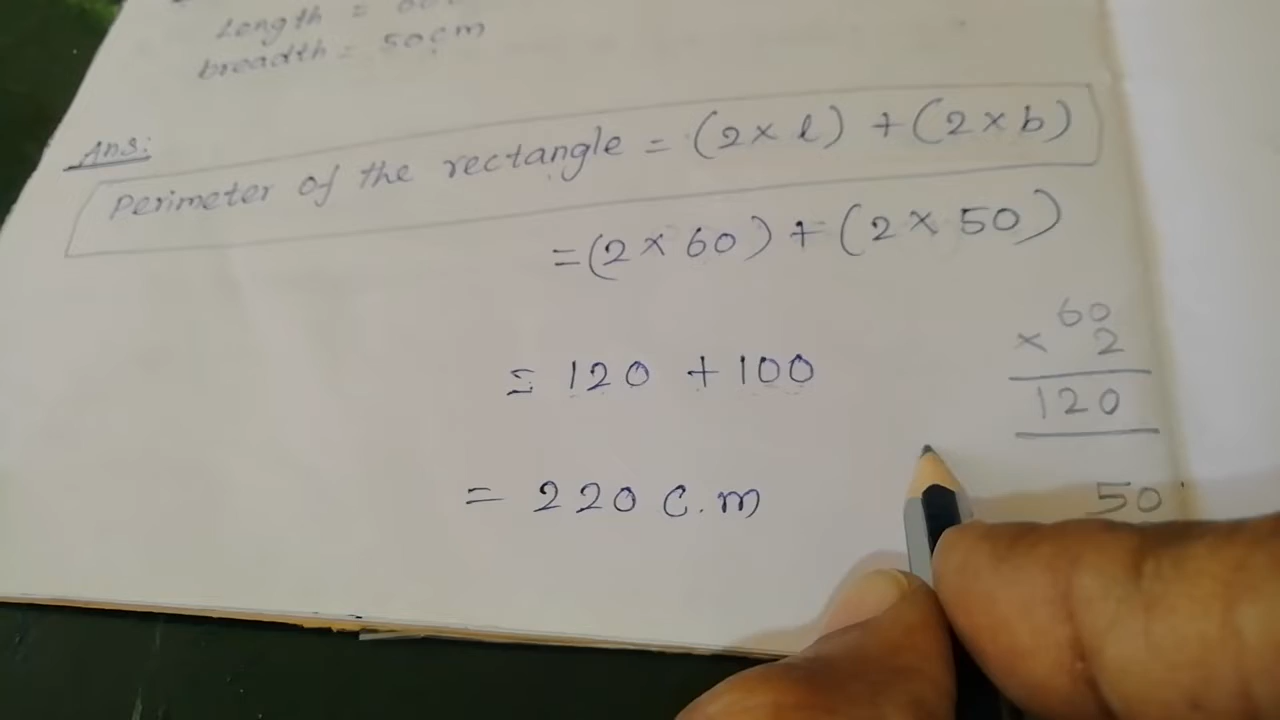 Length =
breadth = 50cm
Ans:
Perimeter of the rectangle = (2 × l) + (2 × b)
= (2 × 60) + (2 × 50)
60
× 2
= 120 + 100
120
50
= 220 c.m